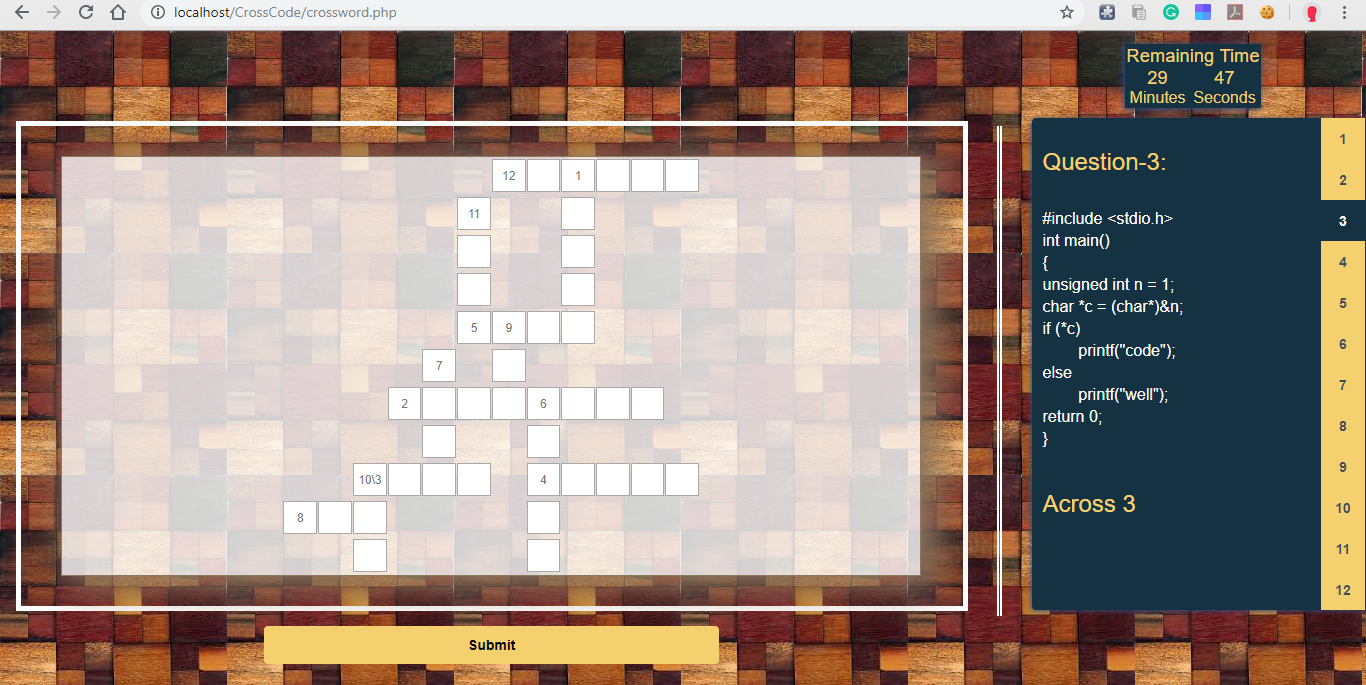 localhost/CrossCode/crossword.php
Remaining Time
29 47
Minutes Seconds
12 1
11
5 9
7
2 6
10\3 4
8
Submit
Question-3:
#include <stdio.h>
int main()
{
unsigned int n = 1;
char *c = (char*)&n;
if (*c)
printf("code");
else
printf("well");
return 0;
}
Across 3
1
2
3
4
5
6
7
8
9
10
11
12